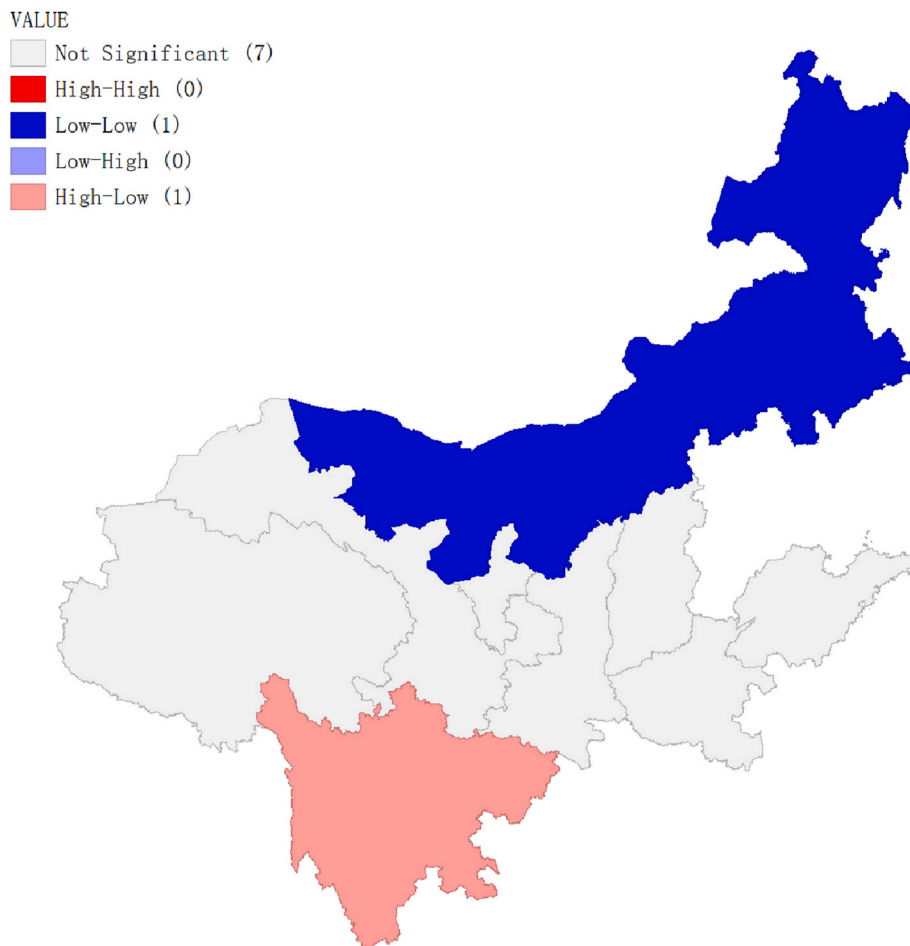 VALUE
Not Significant (7)
High-High (0)
Low-Low (1)
Low-High (0)
High-Low (1)